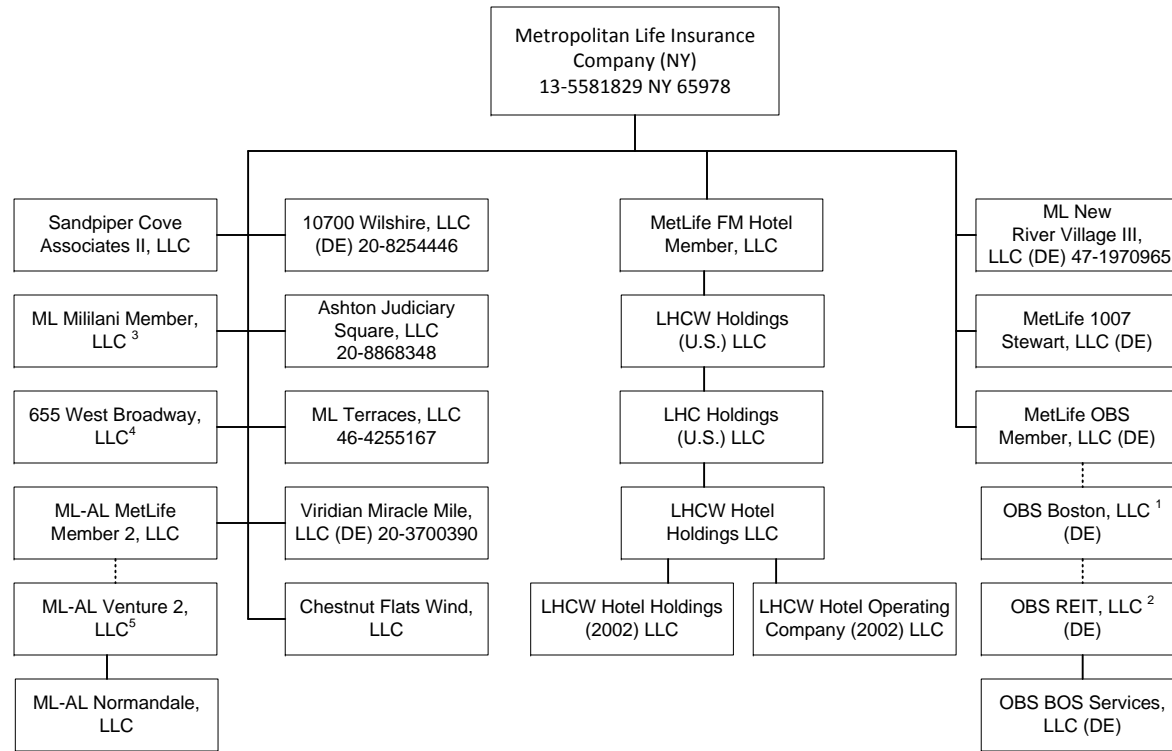 Metropolitan Life Insurance
Company (NY)
13-5581829 NY 65978
Sandpiper Cove
Associates II, LLC
10700 Wilshire, LLC
(DE) 20-8254446
MetLife FM Hotel
Member, LLC
ML New
River Village III,
LLC (DE) 47-1970965
ML Mililani Member,
LLC 3
Ashton Judiciary
Square, LLC
20-8868348
LHCW Holdings
(U.S.) LLC
MetLife 1007
Stewart, LLC (DE)
655 West Broadway,
LLC4
ML Terraces, LLC
46-4255167
LHC Holdings
(U.S.) LLC
MetLife OBS
Member, LLC (DE)
ML-AL MetLife
Member 2, LLC
Viridian Miracle Mile,
LLC (DE) 20-3700390
LHCW Hotel
Holdings LLC
OBS Boston, LLC 1
(DE)
ML-AL Venture 2,
LLC5
Chestnut Flats Wind,
LLC
LHCW Hotel Holdings
(2002) LLC
LHCW Hotel Operating
Company (2002) LLC
OBS REIT, LLC 2
(DE)
ML-AL Normandale,
LLC
OBS BOS Services,
LLC (DE)